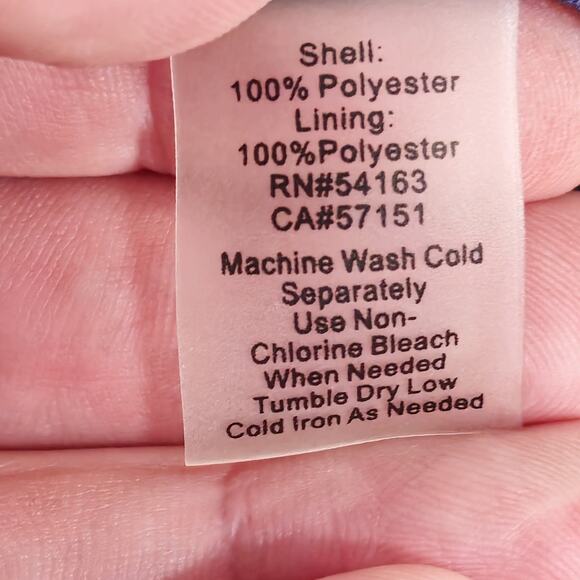 Shell:
100% Polyester
Lining:
100%Polyester
RN#54163
CA#57151
Machine Wash Cold
Separately
Use Non-
Chlorine Bleach
When Needed
Tumble Dry Low
Cold Iron As Needed